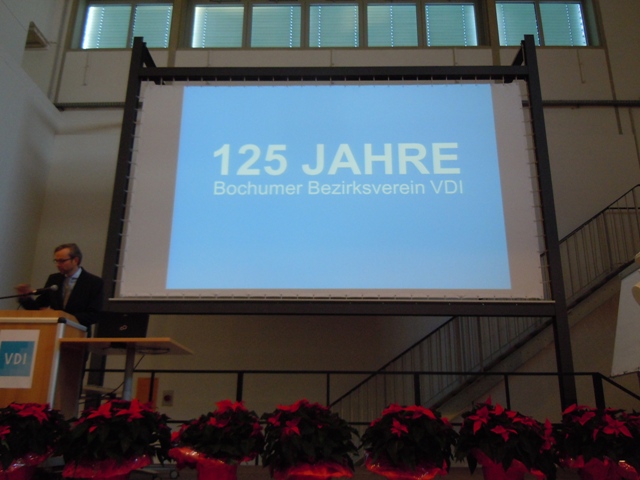 125 JAHRE
Bochumer Bezirksverein VDI
VDI